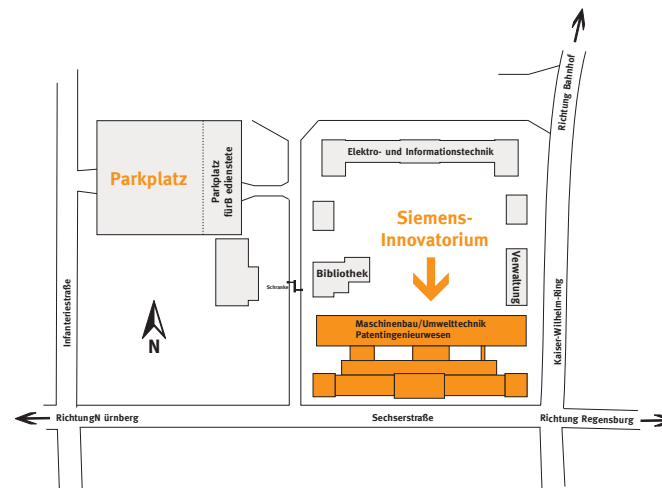 Richtung Bahnhof
Elektro- und Informationstechnik
Parkplatz
Parkplatz
fürB edienstete
Siemens-
Innovatorium
Bibliothek
Verwaltung
Schranke
Infanteriestraße
N
Maschinenbau/Umwelttechnik
Patentingenieurwesen
Kaiser-Wilhelm-Ring
RichtungN ürnberg
Sechserstraße
Richtung Regensburg